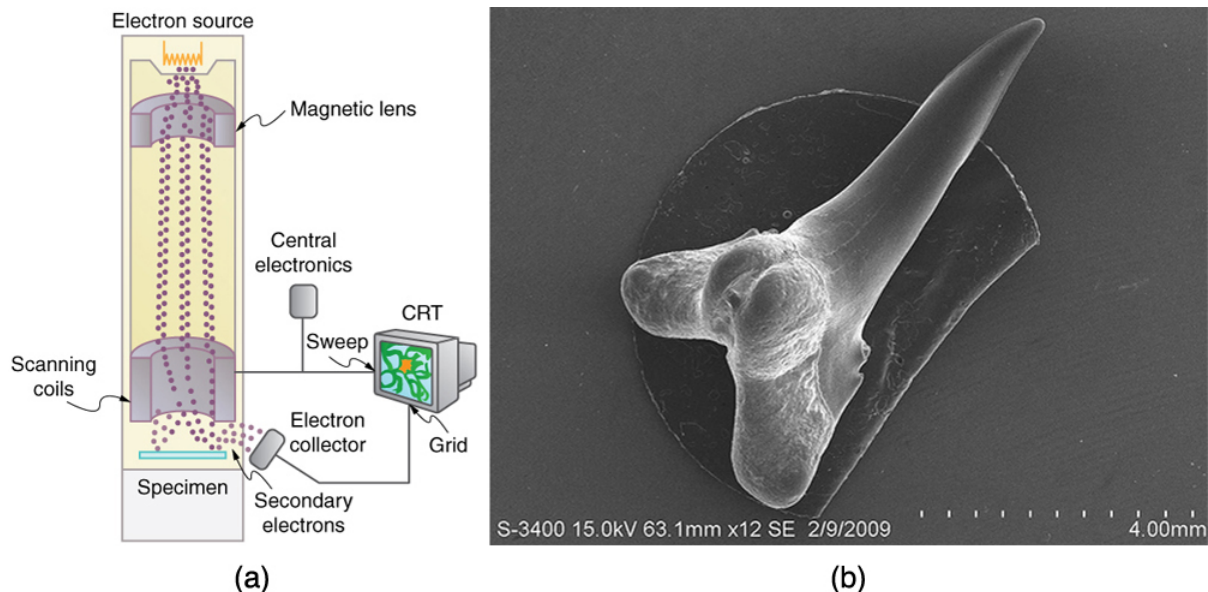 Electron source
Magnetic lens
Central
electronics
CRT
Sweep
Scanning
coils
Electron
collector
Grid
Specimen
Secondary
electrons
S-3400 15.0kV 63.1mm x12 SE 2/9/2009
4.00mm
(a)
(b)